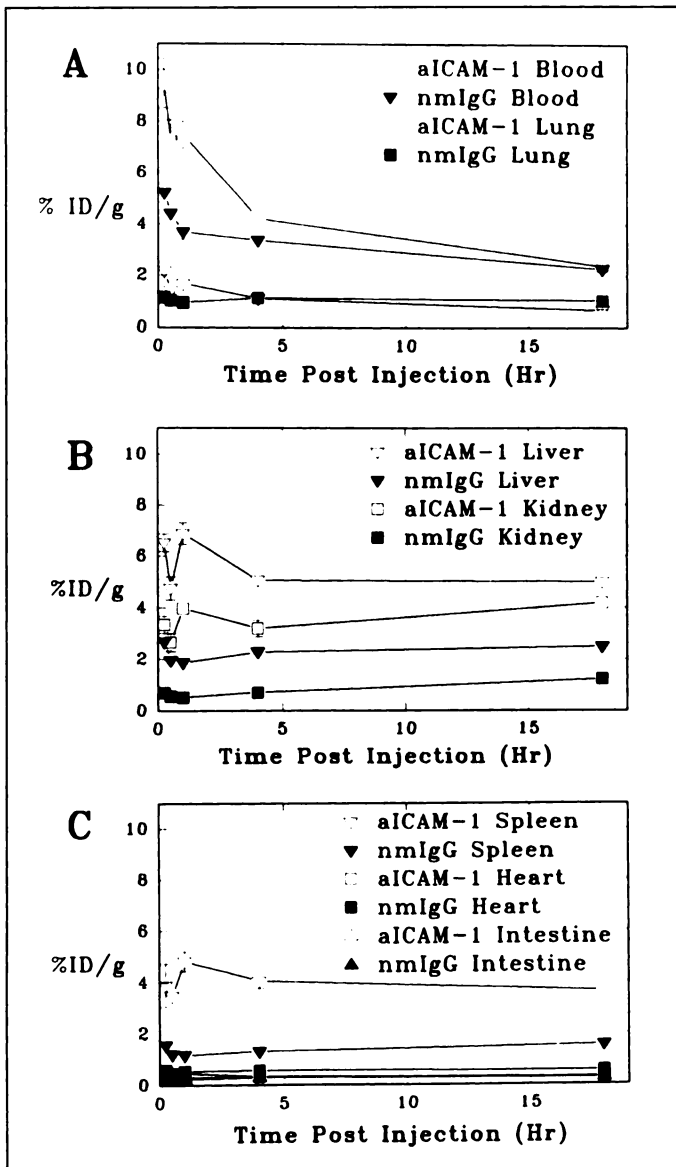 A
10
8
6
4
2
0
% ID/g
aICAM-1 Blood
nmIgG Blood
aICAM-1 Lung
nmIgG Lung
0
5
10
15
Time Post Injection (Hr)
B
10
8
6
4
2
0
%ID/g
aICAM-1 Liver
nmIgG Liver
aICAM-1 Kidney
nmIgG Kidney
0
5
10
15
Time Post Injection (Hr)
C
10
8
6
4
2
0
%ID/g
aICAM-1 Spleen
nmIgG Spleen
aICAM-1 Heart
nmIgG Heart
aICAM-1 Intestine
nmIgG Intestine
0
5
10
15
Time Post Injection (Hr)